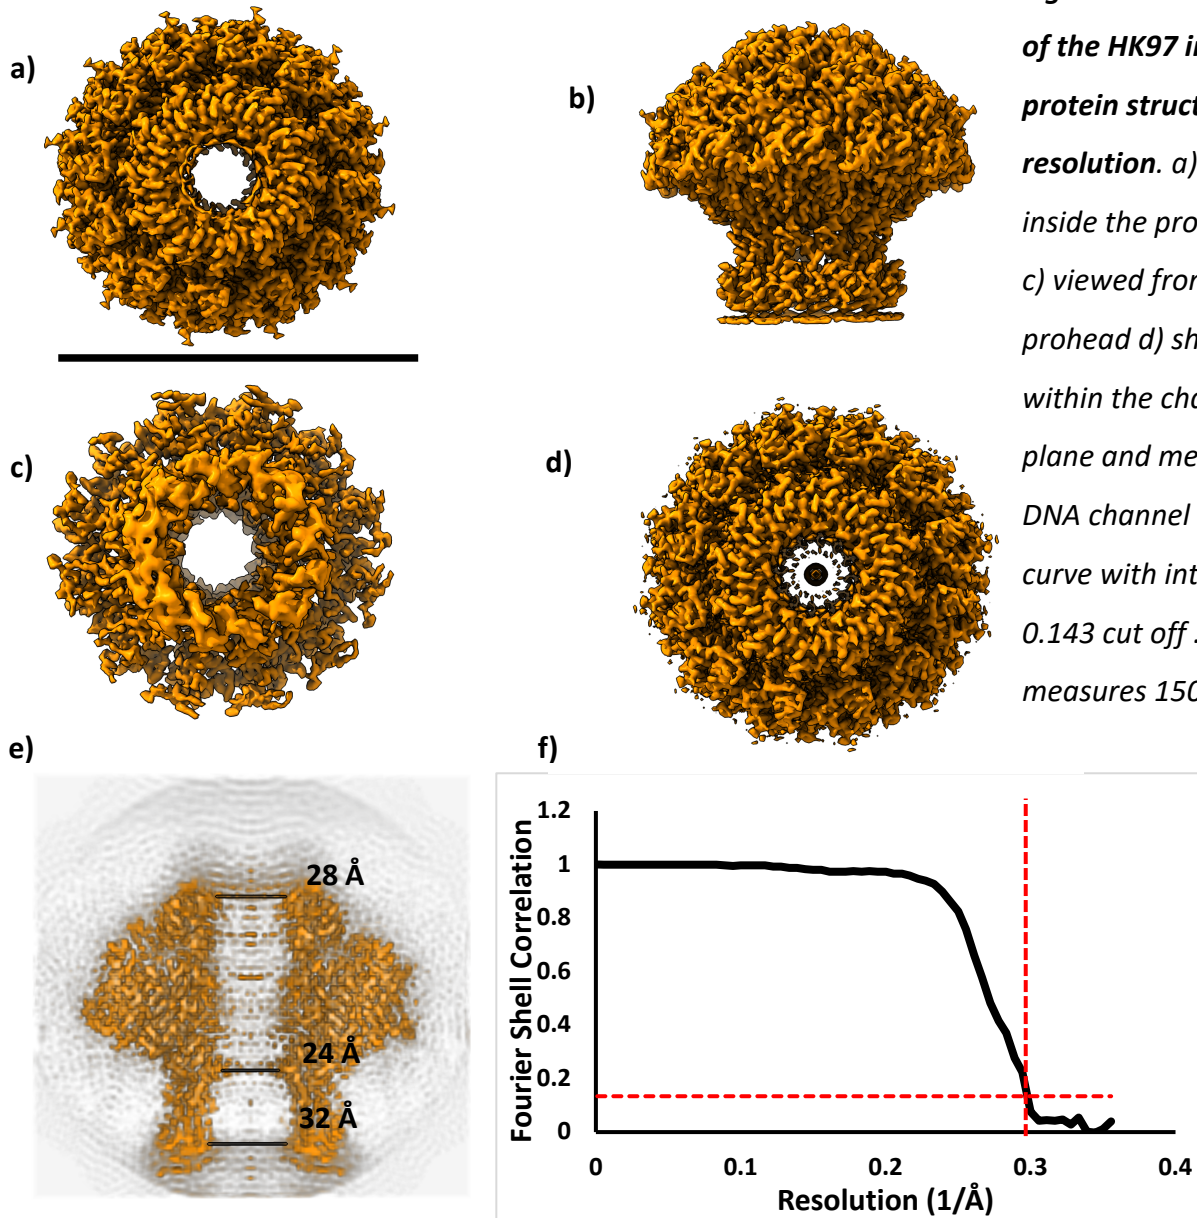 a)
b)
of the HK97 i
protein struct
resolution. a)
inside the pro
c) viewed fror
prohead d) sh
within the cha
plane and me
DNA channel
curve with int
0.143 cut off
measures 150
c)
d)
e)
28 Å
24 Å
32 Å
f)
Fourier Shell Correlation
1.2
1
0.8
0.6
0.4
0.2
0
0
0.1
0.2
0.3
0.4
Resolution (1/Å)